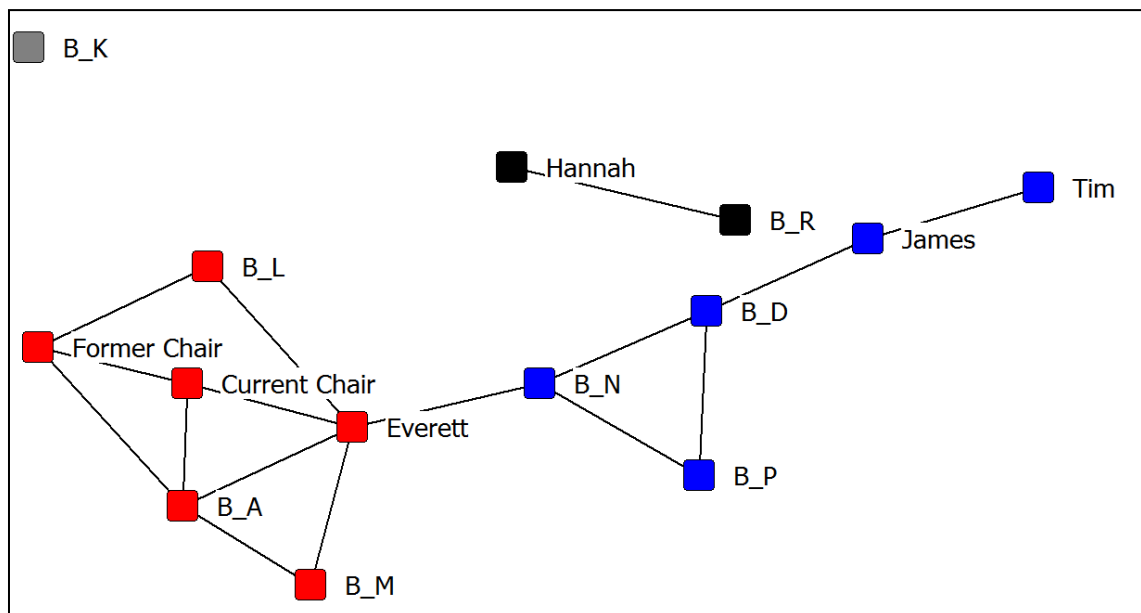 B_K
Hannah
Tim
B_R
James
B_L
B_D
Former Chair
Current Chair
B_N
Everett
B_P
B_A
B_M